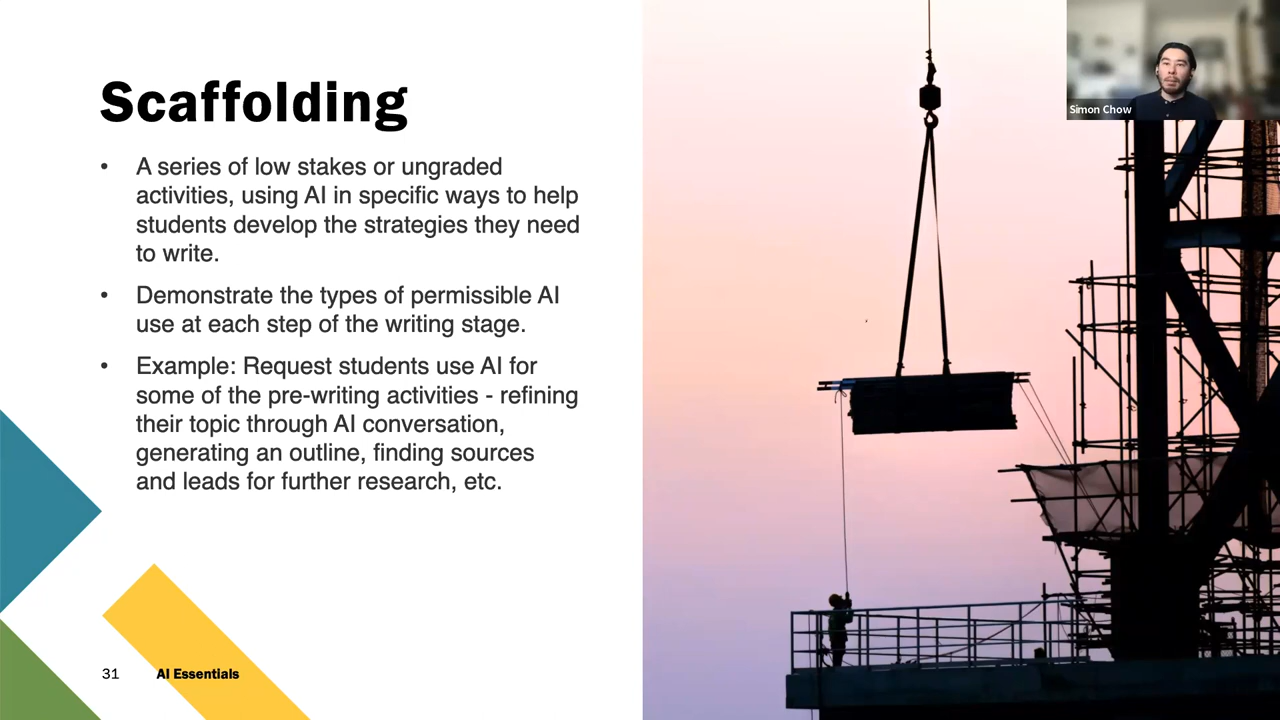 Scaffolding
• A series of low stakes or ungraded
activities, using AI in specific ways to help
students develop the strategies they need
to write.
• Demonstrate the types of permissible AI
use at each step of the writing stage.
• Example: Request students use AI for
some of the pre-writing activities - refining
their topic through AI conversation,
generating an outline, finding sources
and leads for further research, etc.
31 AI Essentials
Simon Chow